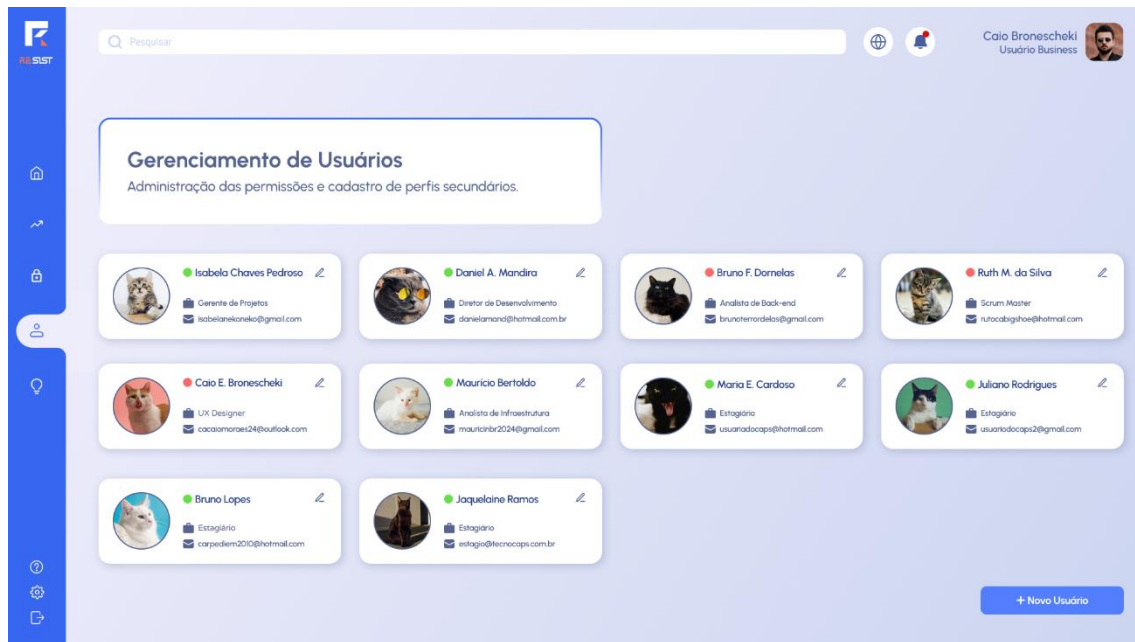 RE.SIST
Pesquisar
Caio Bronescheki
Usuário Business
Gerenciamento de Usuários
Administração das permissões e cadastro de perfis secundários.
Isabela Chaves Pedroso
Gerente de Projetos
isabelanekoneko@gmail.com
Daniel A. Mandira
Diretor de Desenvolvimento
danielamand@hotmail.com.br
Bruno F. Dornelas
Analista de Back-end
brunoterrordelas@gmail.com
Ruth M. da Silva
Scrum Master
rutocabigshoe@hotmail.com
Caio E. Bronescheki
UX Designer
cacaiomoraes24@outlook.com
Mauricio Bertoldo
Analista de Infraestrutura
mauricinbr2024@gmail.com
Maria E. Cardoso
Estagiário
usuariadocaps@hotmail.com
Juliano Rodrigues
Estagiário
usuariodocaps2@gmail.com
Bruno Lopes
Estagiário
carpediem2010@hotmail.com
Jaquelaine Ramos
Estagiário
estagio@tecnocaps.com.br
+ Novo Usuário